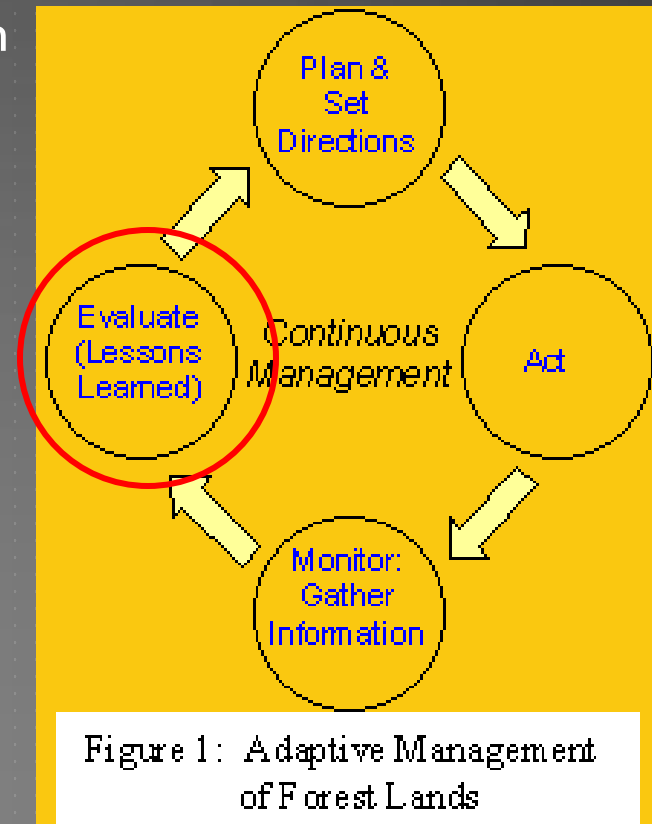 n
Plan &
Set
Directions
Evaluate
(Lessons
Learned)
Continuous
Management
Act
Monitor:
Gather
Information
Figure 1: Adaptive Management
of Forest Lands